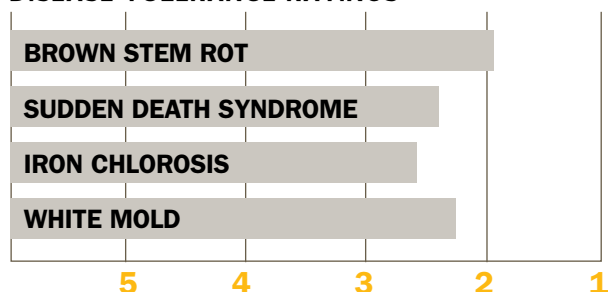 BROWN STEM ROT
SUDDEN DEATH SYNDROME
IRON CHLOROSIS
WHITE MOLD
5 4 3 2 1